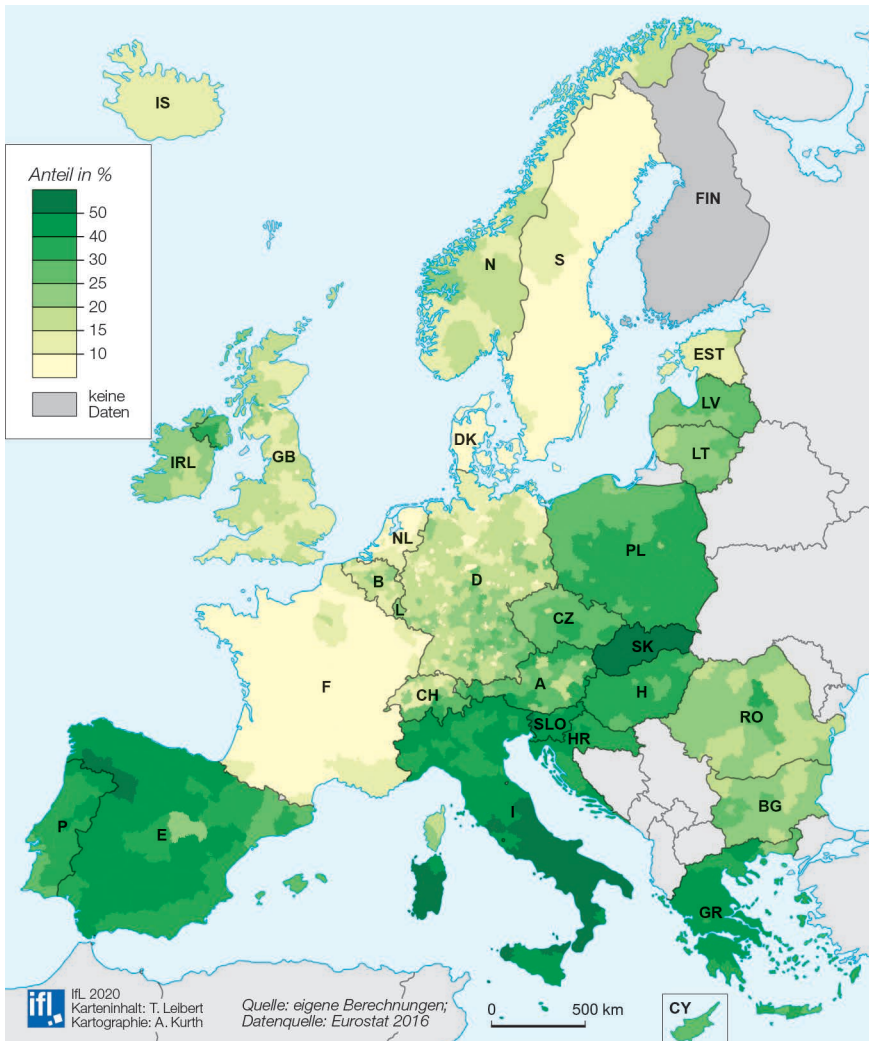 IS
Anteil in %
50
40
30
25
20
15
10
keine
Daten
FIN
N
S
EST
LV
LT
DK
IRL
GB
NL
B
L
D
PL
CZ
SK
F
CH
A
H
SLO
HR
RO
P
E
I
BG
GR
CY
ifl
IfL 2020
Karteninhalt: T. Leibert
Kartographie: A. Kurth
Quelle: eigene Berechnungen;
Datenquelle: Eurostat 2016
0 500 km